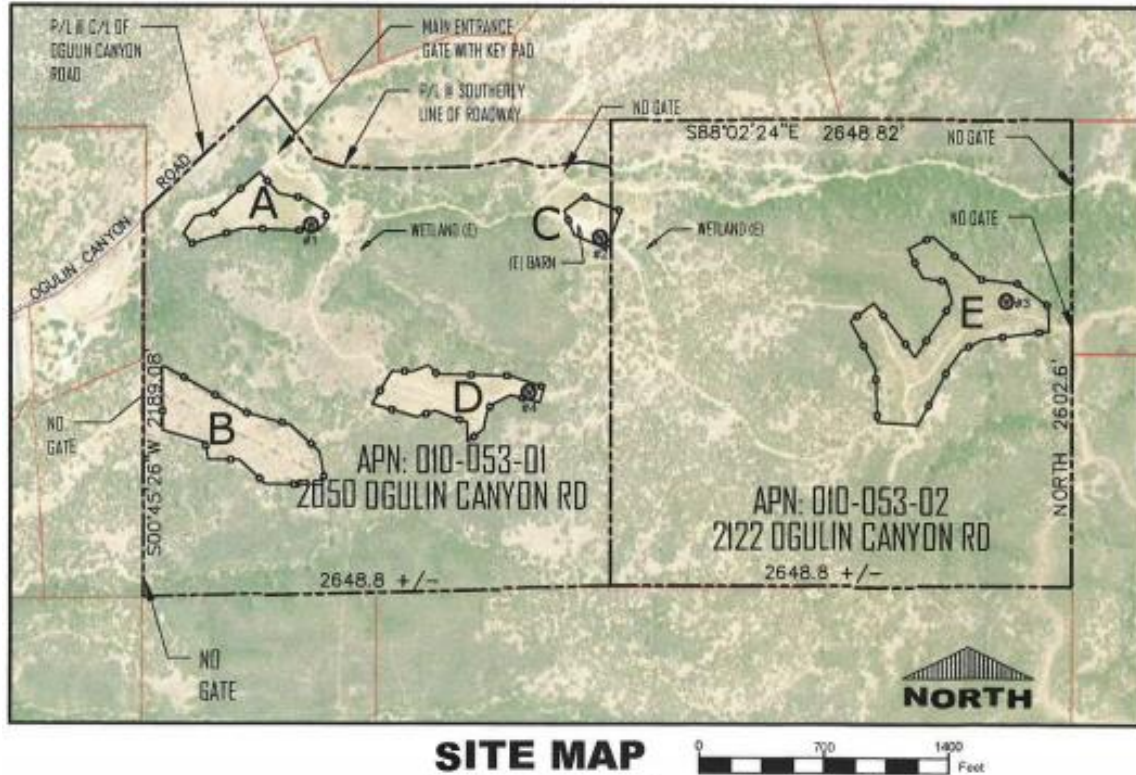 P/L @ C/L OF
OGULIN CANYON
ROAD
MAIN ENTRANCE
GATE WITH KEY PAD
P/L @ SOUTHERLY
LINE OF ROADWAY
NO GATE
S88°02'24"E 2648.82'
NO GATE
ROAD
OGULIN CANYON
A
#1
WETLAND (E)
C
#2
(E) BARN
WETLAND (E)
NO GATE
E
#3
S00°45'26"W 2189.08'
NO
GATE
B
D
#4
APN: 010-053-01
2050 OGULIN CANYON RD
APN: 010-053-02
2122 OGULIN CANYON RD
NORTH 2602.6'
2648.8 +/-
2648.8 +/-
NO
GATE
NORTH
SITE MAP
0 700 1400
Feet